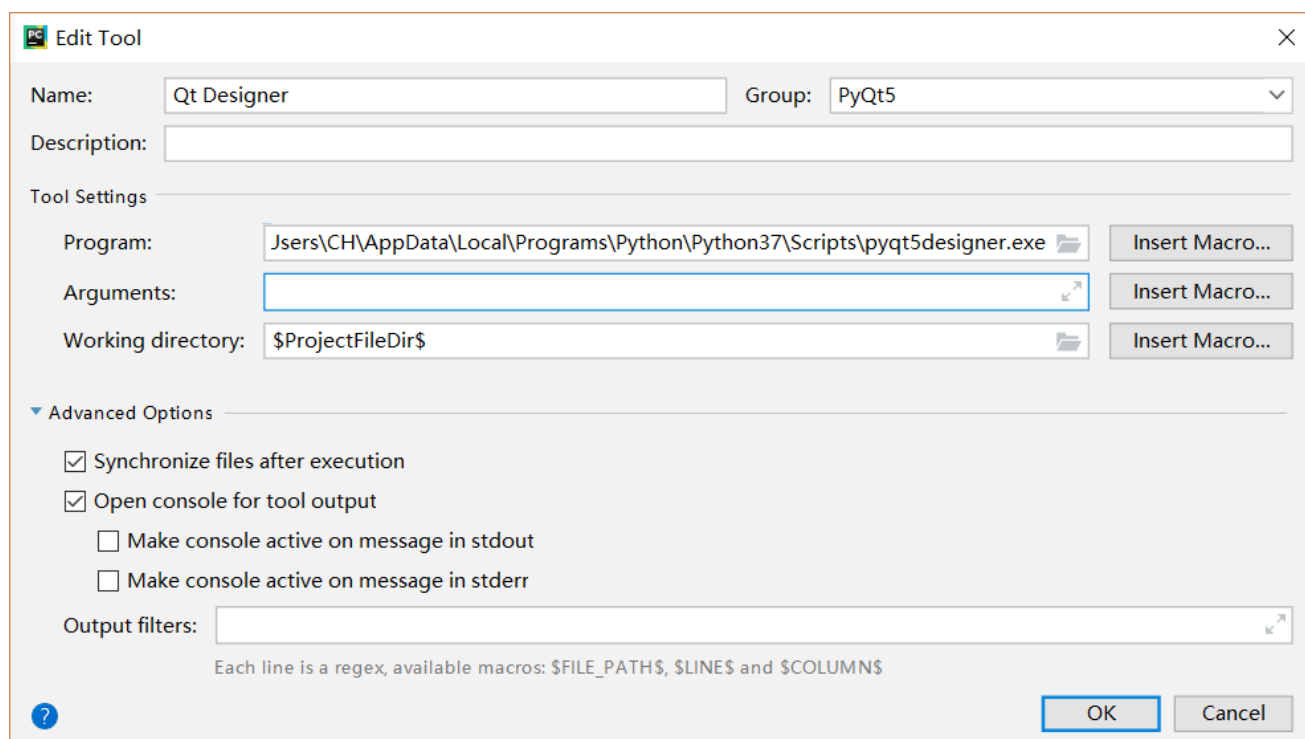 PC Edit Tool
Name: Qt Designer Group: PyQt5
Description:
Tool Settings
Program: Jsers\CH\AppData\Local\Programs\Python\Python37\Scripts\pyqt5designer.exe Insert Macro...
Arguments: Insert Macro...
Working directory: $ProjectFileDir$ Insert Macro...
Advanced Options
Synchronize files after execution
Open console for tool output
Make console active on message in stdout
Make console active on message in stderr
Output filters:
Each line is a regex, available macros: $FILE_PATH$, $LINE$ and $COLUMN$
? OK Cancel